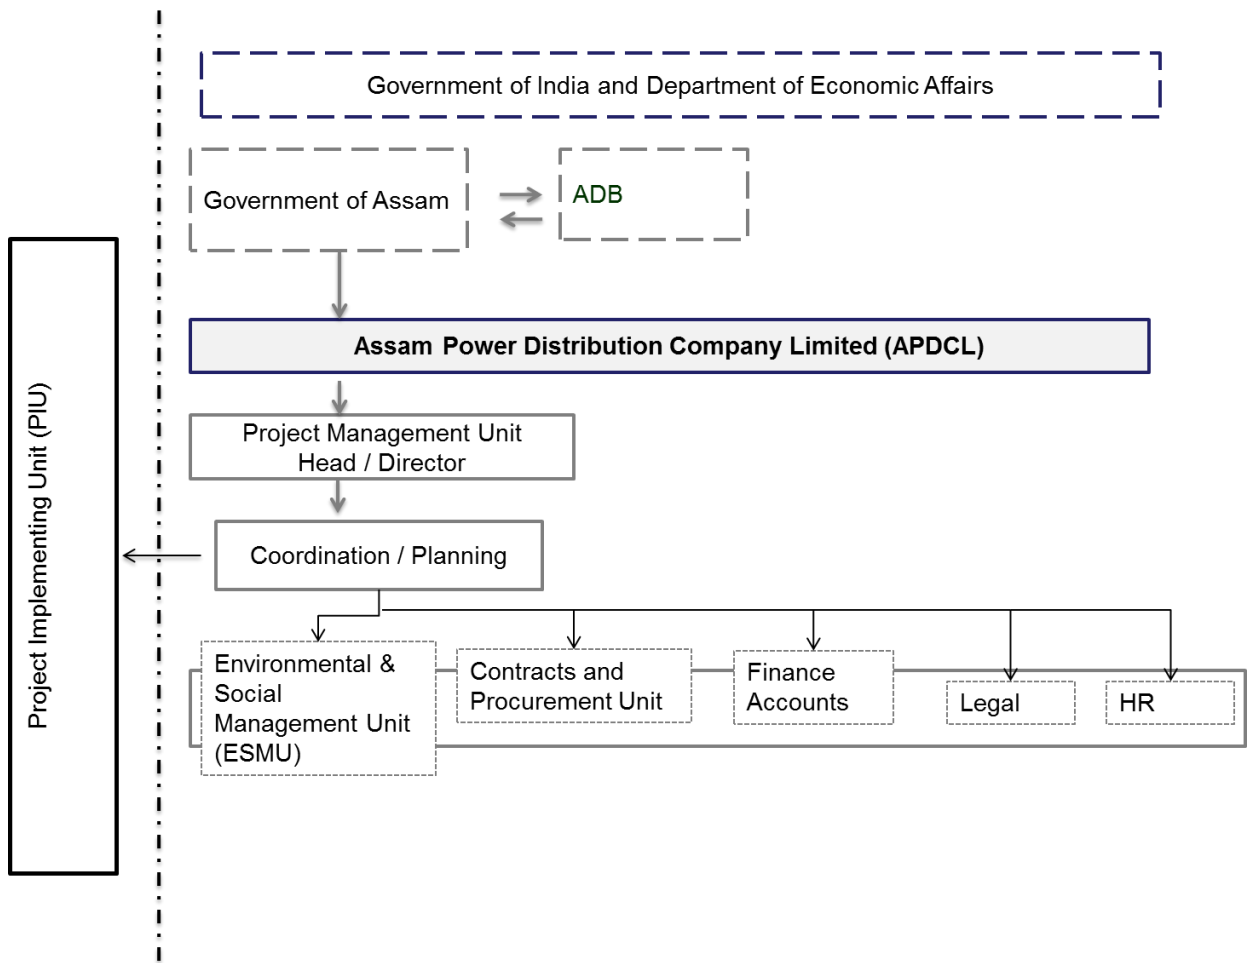 Government of India and Department of Economic Affairs
Government of Assam
ADB
Assam Power Distribution Company Limited (APDCL)
Project Management Unit
Head / Director
Coordination / Planning
Project Implementing Unit (PIU)
Environmental &
Social
Management Unit
(ESMU)
Contracts and
Procurement Unit
Finance
Accounts
Legal
HR